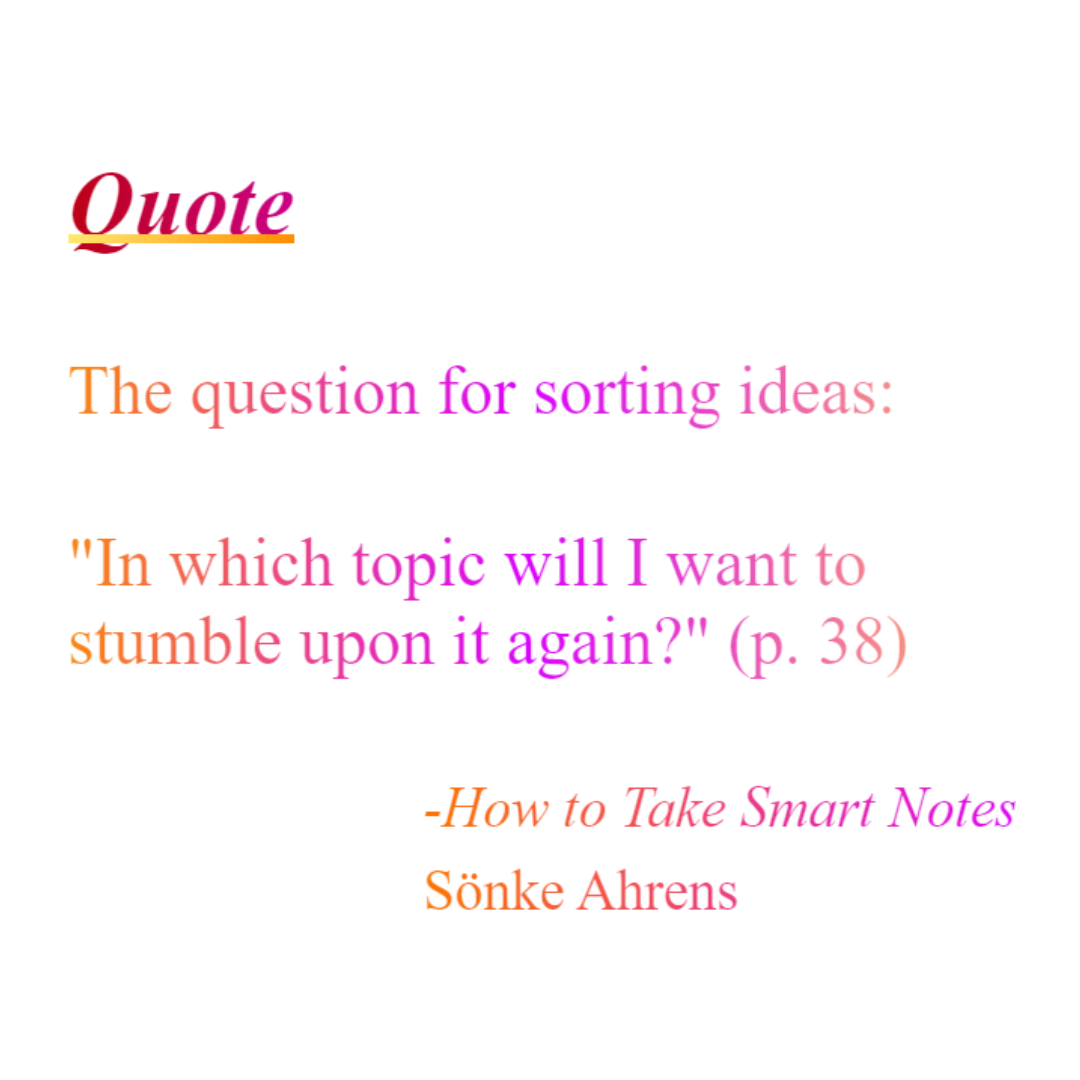 Quote
The question for sorting ideas:
"In which topic will I want to
stumble upon it again?" (p. 38)
-How to Take Smart Notes
Sönke Ahrens